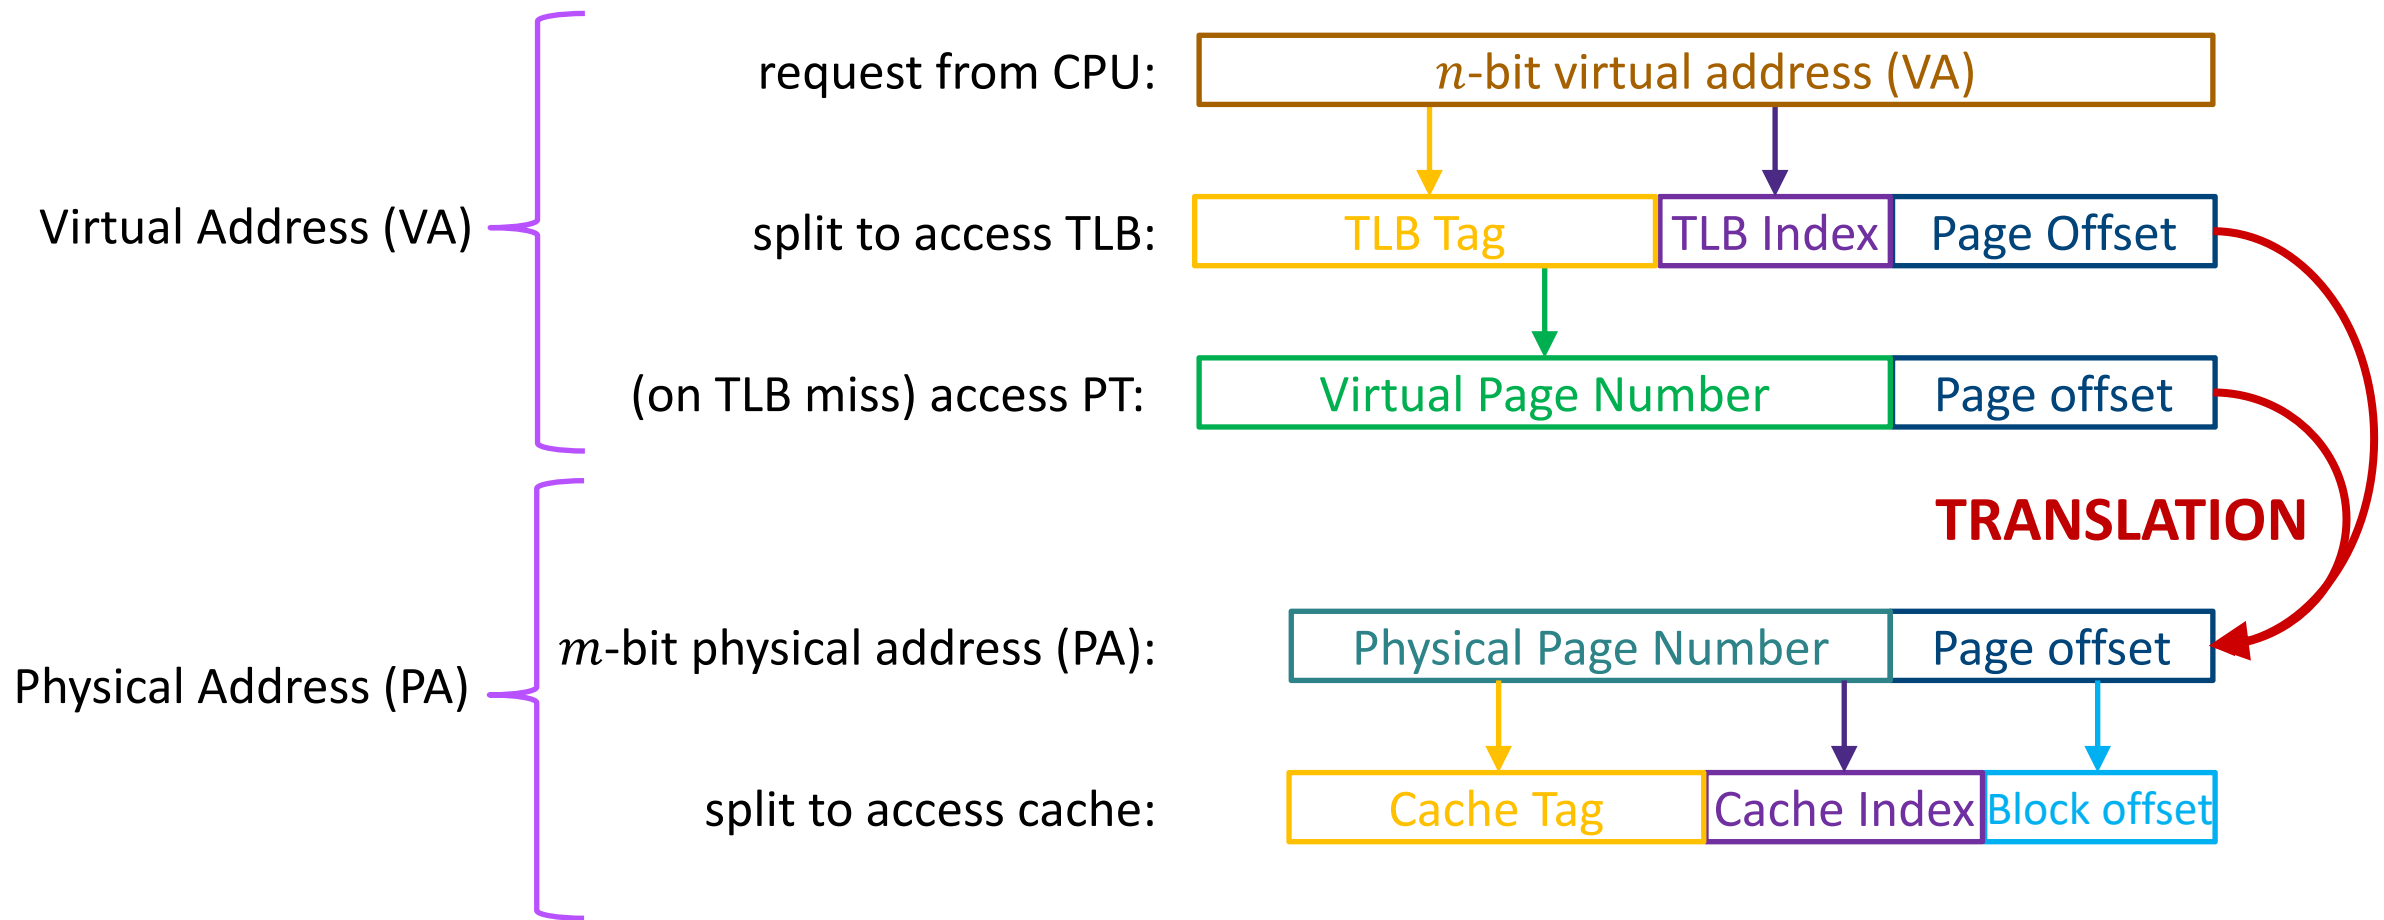 request from CPU:
n-bit virtual address (VA)
Virtual Address (VA)
split to access TLB:
TLB Tag
TLB Index
Page Offset
(on TLB miss) access PT:
Virtual Page Number
Page offset
TRANSLATION
m-bit physical address (PA):
Physical Page Number
Page offset
Physical Address (PA)
split to access cache:
Cache Tag
Cache Index
Block offset